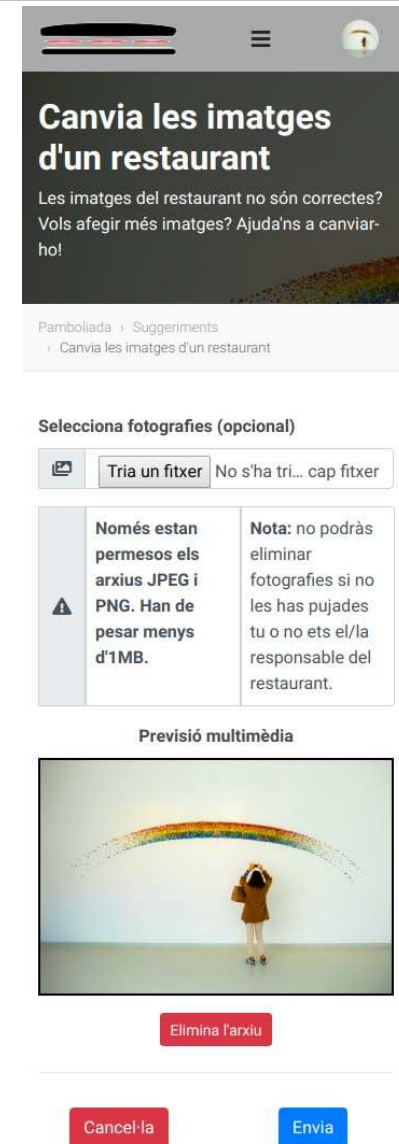 Canvia les imatges
d'un restaurant
Les imatges del restaurant no són correctes?
Vols afegir més imatges? Ajuda'ns a canviar-
ho!
Pamboliada › Suggeriments
› Canvia les imatges d'un restaurant
Selecciona fotografies (opcional)
Tria un fitxer No s'ha tri... cap fitxer
Només estan
permesos els
arxius JPEG i
PNG. Han de
pesar menys
d'1MB.
Nota: no podràs
eliminar
fotografies si no
les has pujades
tu o no ets el/la
responsable del
restaurant.
Previsió multimèdia
Elimina l'arxiu
Cancel·la
Envia